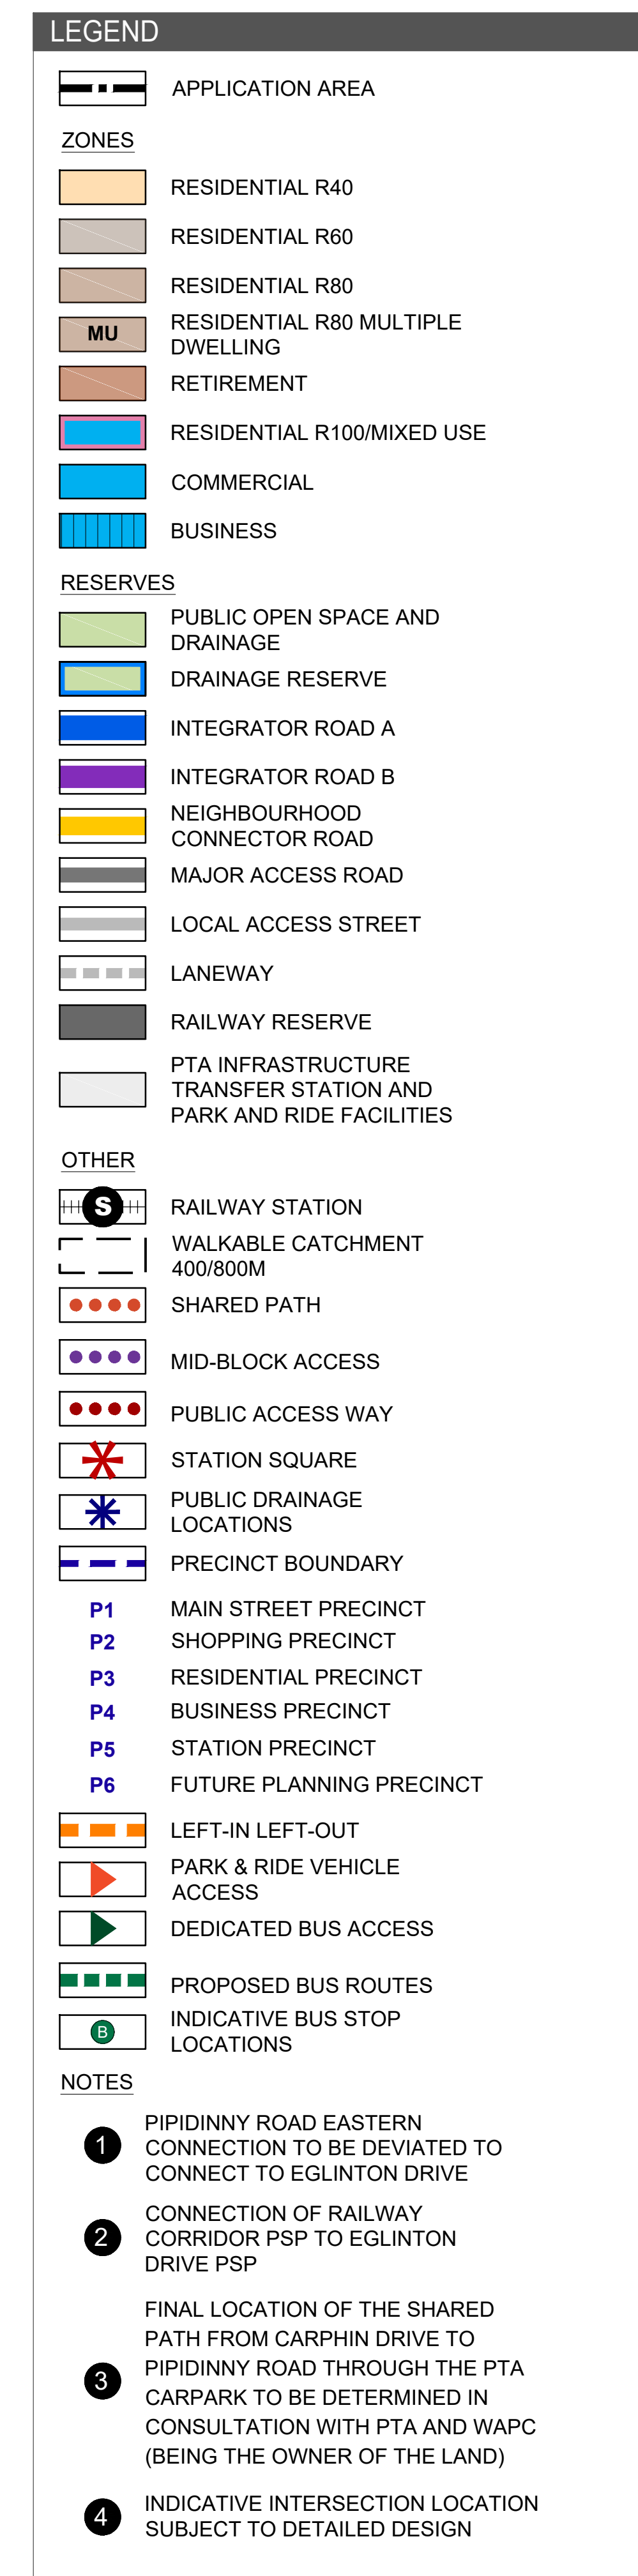 LEGEND
APPLICATION AREA
ZONES
RESIDENTIAL R40
RESIDENTIAL R60
RESIDENTIAL R80
MU
RESIDENTIAL R80 MULTIPLE
DWELLING
RETIREMENT
RESIDENTIAL R100/MIXED USE
COMMERCIAL
BUSINESS
RESERVES
PUBLIC OPEN SPACE AND
DRAINAGE
DRAINAGE RESERVE
INTEGRATOR ROAD A
INTEGRATOR ROAD B
NEIGHBOURHOOD
CONNECTOR ROAD
MAJOR ACCESS ROAD
LOCAL ACCESS STREET
LANEWAY
RAILWAY RESERVE
PTA INFRASTRUCTURE
TRANSFER STATION AND
PARK AND RIDE FACILITIES
OTHER
S RAILWAY STATION
WALKABLE CATCHMENT
400/800M
SHARED PATH
MID-BLOCK ACCESS
PUBLIC ACCESS WAY
STATION SQUARE
PUBLIC DRAINAGE
LOCATIONS
PRECINCT BOUNDARY
P1 MAIN STREET PRECINCT
P2 SHOPPING PRECINCT
P3 RESIDENTIAL PRECINCT
P4 BUSINESS PRECINCT
P5 STATION PRECINCT
P6 FUTURE PLANNING PRECINCT
LEFT-IN LEFT-OUT
PARK & RIDE VEHICLE
ACCESS
DEDICATED BUS ACCESS
PROPOSED BUS ROUTES
B
INDICATIVE BUS STOP
LOCATIONS
NOTES
1
PIPIDINNY ROAD EASTERN
CONNECTION TO BE DEVIATED TO
CONNECT TO EGLINTON DRIVE
2
CONNECTION OF RAILWAY
CORRIDOR PSP TO EGLINTON
DRIVE PSP
3
FINAL LOCATION OF THE SHARED
PATH FROM CARPHIN DRIVE TO
PIPIDINNY ROAD THROUGH THE PTA
CARPARK TO BE DETERMINED IN
CONSULTATION WITH PTA AND WAPC
(BEING THE OWNER OF THE LAND)
4
INDICATIVE INTERSECTION LOCATION
SUBJECT TO DETAILED DESIGN